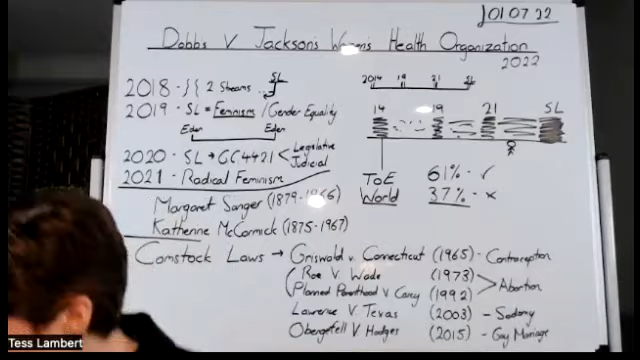 01 07 22
Dobbs V Jackson's Women's Health Organization
2022
2018 - }{ 2 Streams SL
2019 - SL = Feminism / Gender Equality
Eden Eden
2020 - SL → GC4421 < Legislative
Judicial
2021 - Radical Feminism
Margaret Sanger (1879-1966)
Katherine McCormick (1875-1967)
2014 19 21 SL
14 19 21 SL
ToE 61% - ✓
World 37% - x
Comstock Laws → Griswold v. Connecticut (1965) - Contraception
Roe V. Wade (1973)
Planned Parenthood v Casey (1992) > Abortion
Lawrence V. Texas (2003) - Sodomy
Obergefell V Hodges (2015) - Gay Marriage
Tess Lambert